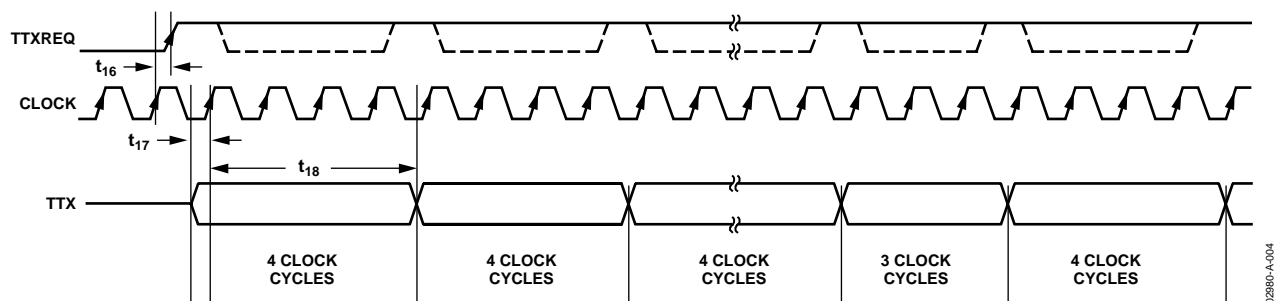 TTXREQ
t16
CLOCK
t17
t18
TTX
4 CLOCK
CYCLES
4 CLOCK
CYCLES
4 CLOCK
CYCLES
3 CLOCK
CYCLES
4 CLOCK
CYCLES
02980-A-004